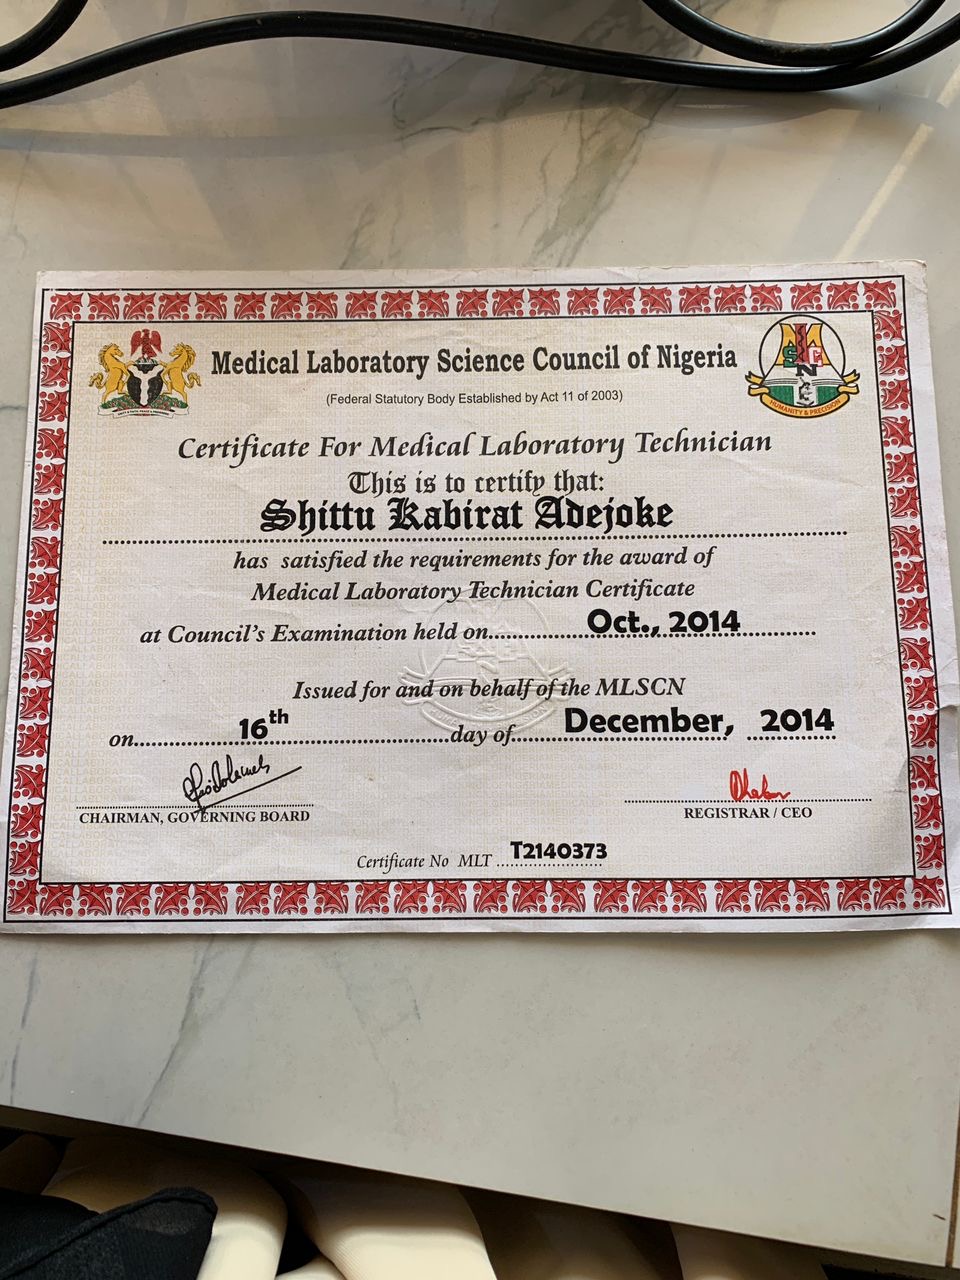 Medical Laboratory Science Council of Nigeria
(Federal Statutory Body Established by Act 11 of 2003)
HUMANITY & PRECISION
Certificate For Medical Laboratory Technician
This is to certify that:
Shittu Kabirat Adejoke
has satisfied the requirements for the award of
Medical Laboratory Technician Certificate
at Council's Examination held on Oct., 2014
Issued for and on behalf of the MLSCN
on 16th day of December, 2014
CHAIRMAN, GOVERNING BOARD
REGISTRAR / CEO
Certificate No MLT T2140373